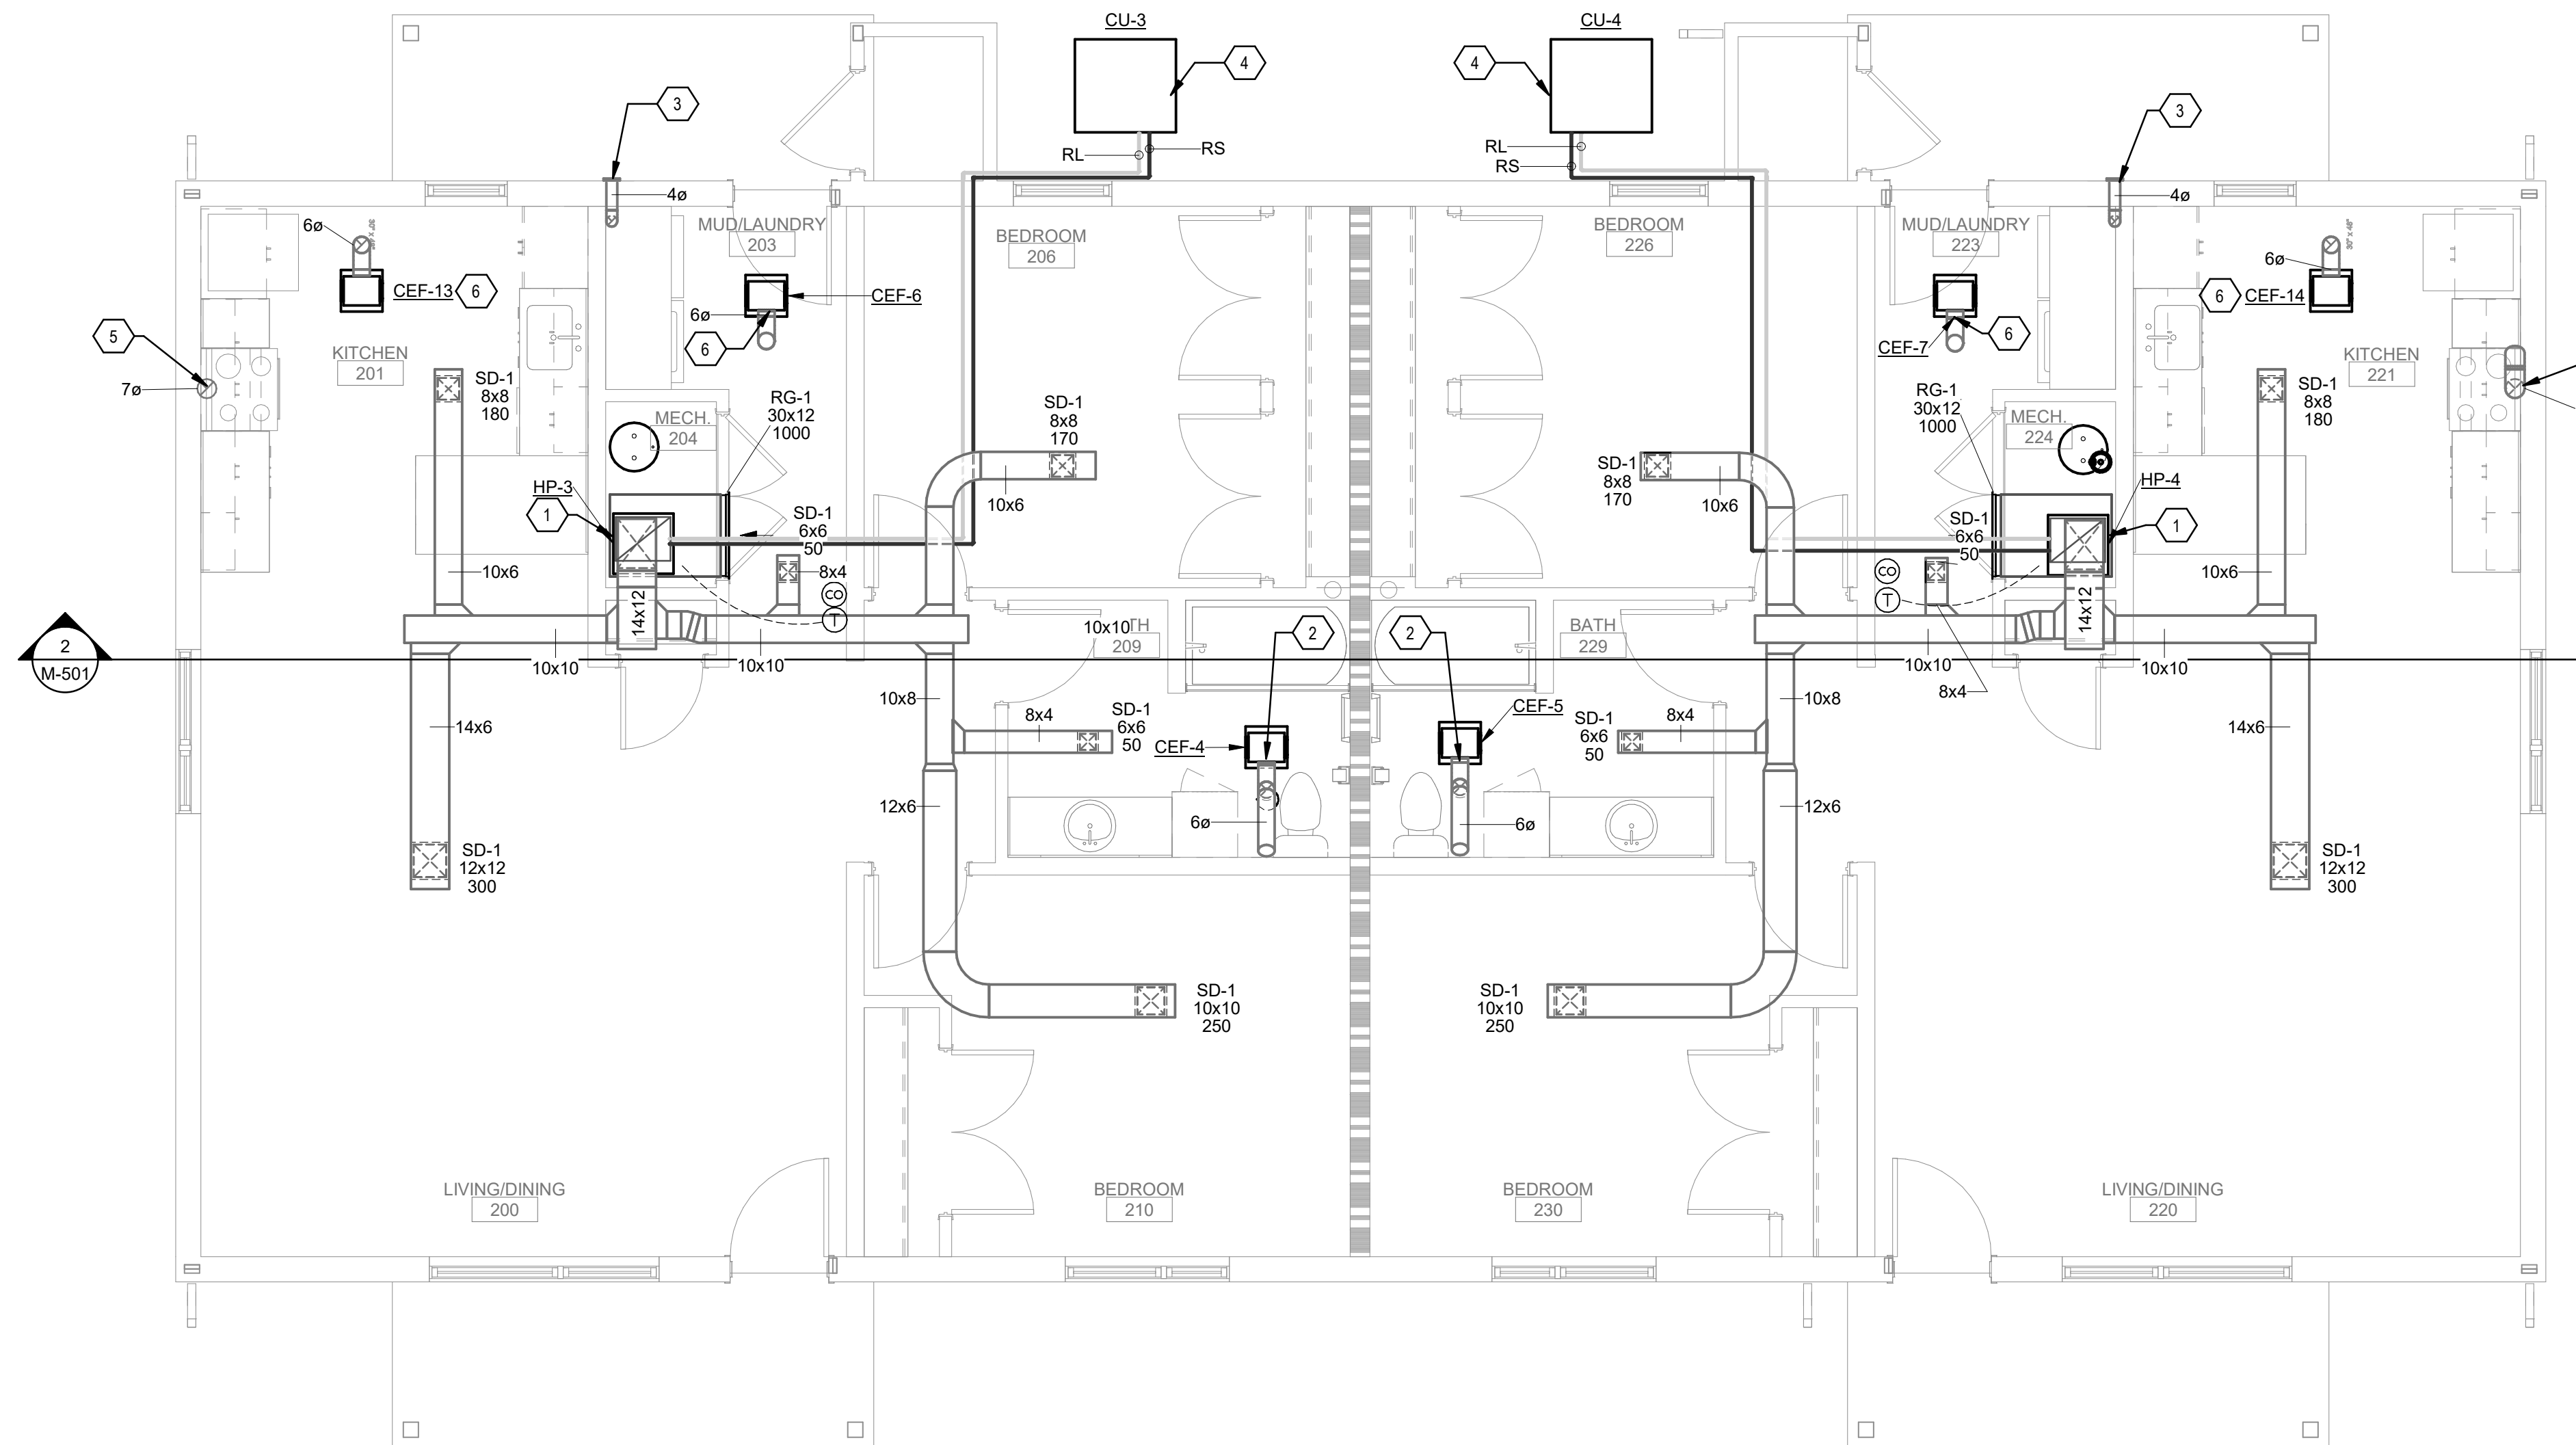 CU-3
CU-4
4
4
3
3
RL
RS
RL
RS
4ø
4ø
MUD/LAUNDRY
203
BEDROOM
206
BEDROOM
226
MUD/LAUNDRY
223
6ø
30" x 48"
6ø
30" x 48"
CEF-13
6
CEF-6
6ø
6
CEF-7
6
6
CEF-14
5
7ø
KITCHEN
201
KITCHEN
221
SD-1
8x8
180
RG-1
30x12
1000
SD-1
8x8
170
RG-1
30x12
1000
SD-1
8x8
180
MECH.
204
MECH.
224
SD-1
8x8
170
HP-3
1
10x6
10x6
HP-4
1
SD-1
6x6
50
SD-1
6x6
50
10x6
8x4
CO
T
CO
T
10x6
14x12
14x12
10x10
TH
209
BATH
229
2
2
2
M-501
10x10
10x10
10x10
10x10
8x4
14x6
10x8
8x4
SD-1
6x6
50
CEF-4
CEF-5
SD-1
6x6
50
8x4
10x8
14x6
12x6
6ø
6ø
12x6
SD-1
12x12
300
SD-1
12x12
300
SD-1
10x10
250
SD-1
10x10
250
LIVING/DINING
200
BEDROOM
210
BEDROOM
230
LIVING/DINING
220